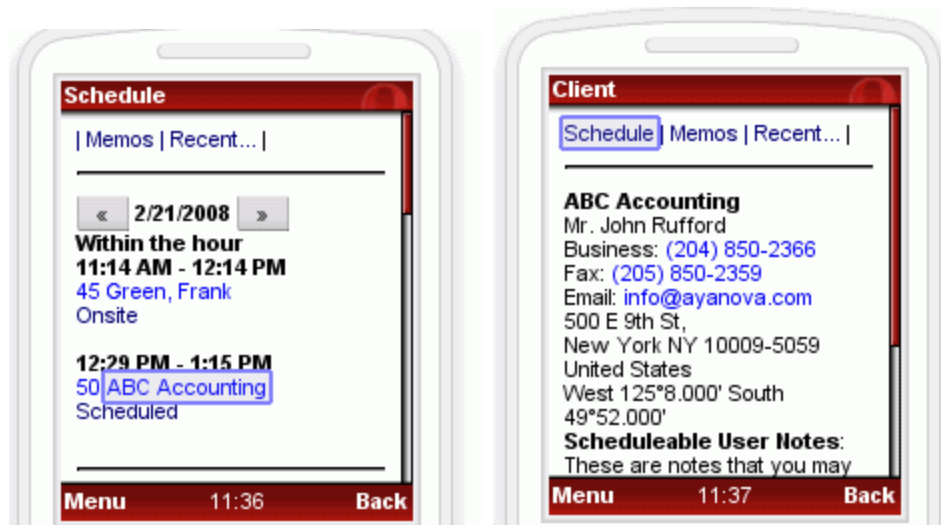 Schedule
| Memos | Recent... |
« 2/21/2008 »
Within the hour
11:14 AM - 12:14 PM
45 Green, Frank
Onsite
12:29 PM - 1:15 PM
50 ABC Accounting
Scheduled
Menu 11:36 Back
Client
Schedule | Memos | Recent... |
ABC Accounting
Mr. John Rufford
Business: (204) 850-2366
Fax: (205) 850-2359
Email: info@ayanova.com
500 E 9th St,
New York NY 10009-5059
United States
West 125°8.000' South
49°52.000'
Scheduleable User Notes:
These are notes that you may
Menu 11:37 Back